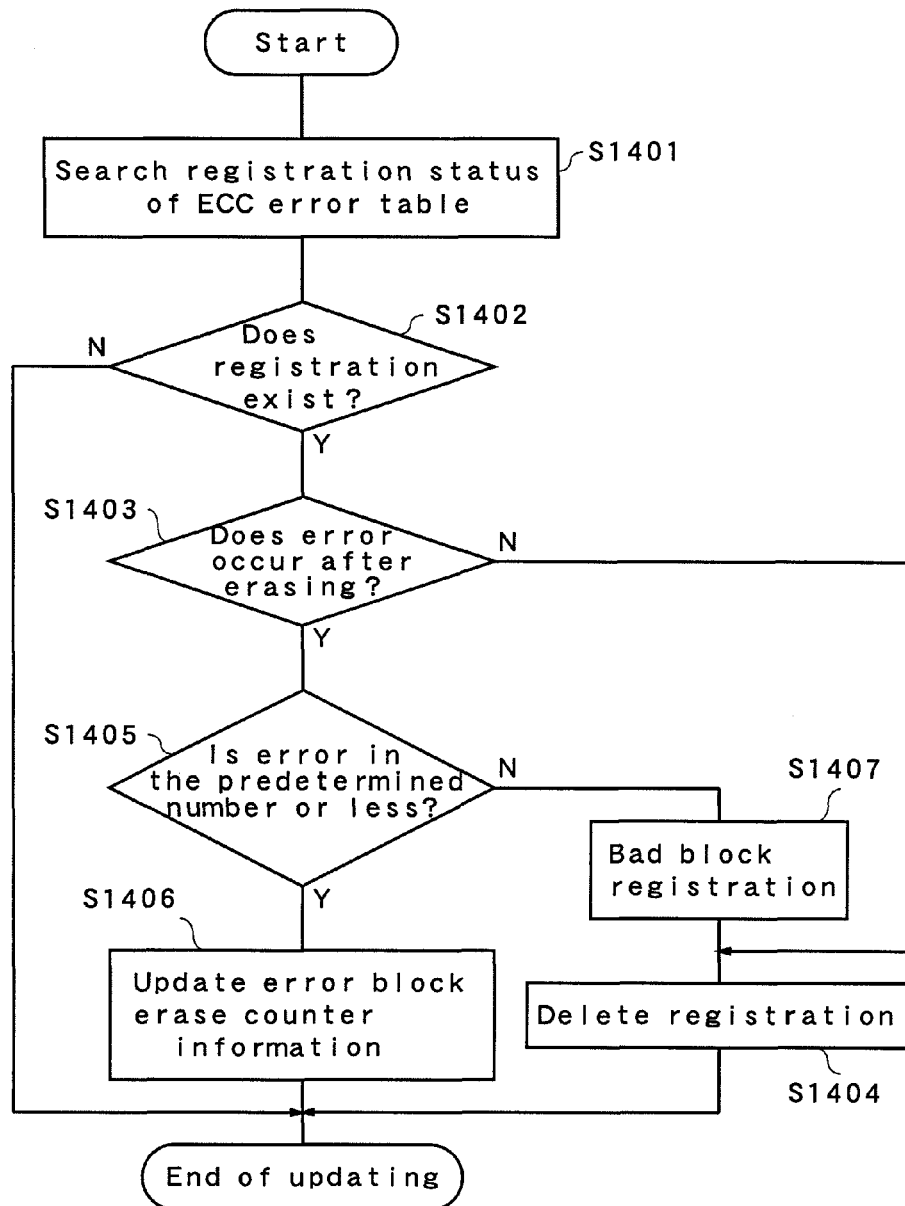 Start
S1401
Search registration status
of ECC error table
S1402
Does
registration
exist?
N
Y
S1403
Does error
occur after
erasing?
N
Y
S1405
Is error in
the predetermined
number or less?
N
Y
S1407
Bad block
registration
S1406
Update error block
erase counter
information
Delete registration
S1404
End of updating